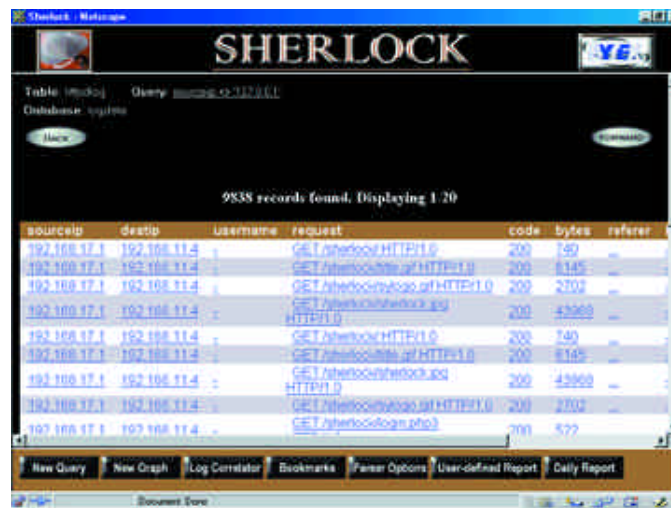 Sherlock - Netscape
SHERLOCK
Table Query sourceip <> 127.0.0.1
Database
Back
FORWARD
9838 records found. Displaying 1-20
sourceip destip username request code bytes referer
192.168.17.1 192.168.11.4 - GET /sherlock/ HTTP/1.0 200 740
192.168.17.1 192.168.11.4 - GET /sherlock/title.gif HTTP/1.0 200 6145
192.168.17.1 192.168.11.4 - GET HTTP/1.0 200 2702
192.168.17.1 192.168.11.4 - GET /sherlock/sherlock.jpg
HTTP/1.0 200 43969
192.168.17.1 192.168.11.4 - GET /sherlock/ HTTP/1.0 200 740
192.168.17.1 192.168.11.4 - GET /sherlock/title.gif HTTP/1.0 200 6145
192.168.17.1 192.168.11.4 - GET /sherlock/sherlock.jpg
HTTP/1.0 200 43969
192.168.17.1 192.168.11.4 - GET HTTP/1.0 200 2702
192.168.17.1 192.168.11.4 - GET /sherlock/login.php3 200 522
New Query New Graph Log Correlator Bookmarks Parser Options User-defined Report Daily Report
Document Done